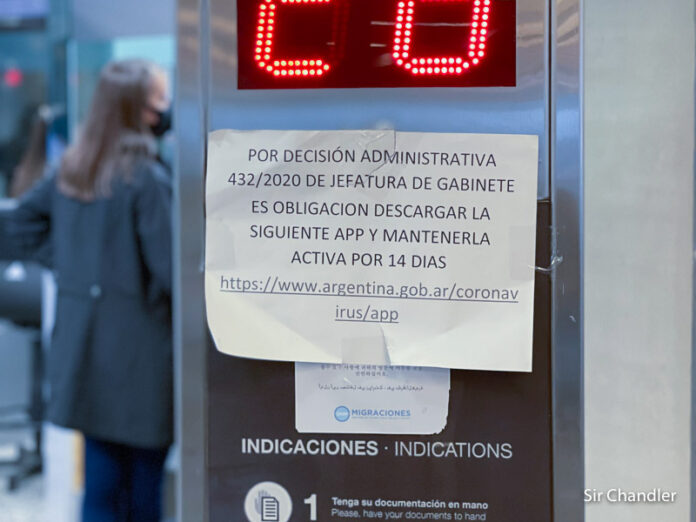 POR DECISIÓN ADMINISTRATIVA
432/2020 DE JEFATURA DE GABINETE
ES OBLIGACION DESCARGAR LA
SIGUIENTE APP Y MANTENERLA
ACTIVA POR 14 DIAS
https://www.argentina.gob.ar/coronav
irus/app
MIGRACIONES
INDICACIONES · INDICATIONS
1 Tenga su documentación en mano
Please, have your documents to hand
Sir Chandler